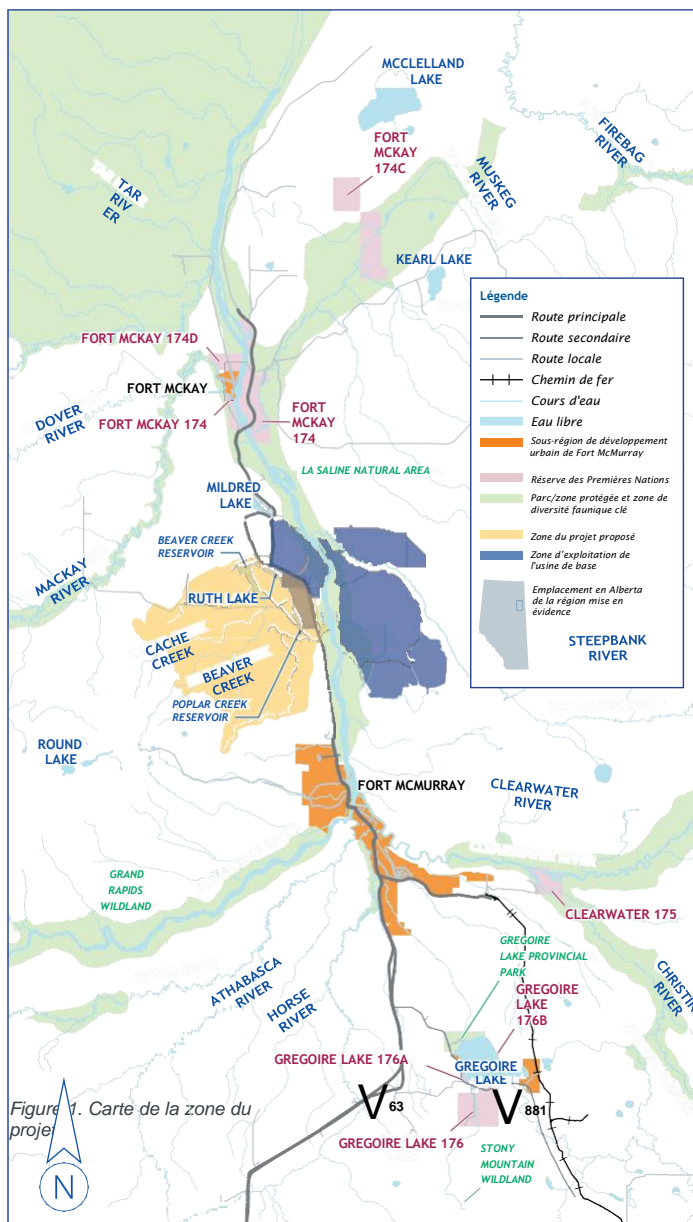 MCCLELLAND
LAKE
FORT
MCKAY
174C
FIREBAG
RIVER
MUSKEG
RIVER
TAR
RIV
ER
KEARL LAKE
Légende
Route principale
Route secondaire
Route locale
Chemin de fer
Cours d'eau
Eau libre
Sous-région de développement
urbain de Fort McMurray
Réserve des Premières Nations
Parc/zone protégée et zone de
diversité faunique clé
Zone du projet proposé
Zone d'exploitation de
l'usine de base
Emplacement en Alberta
de la région mise en
évidence
STEEPBANK
RIVER
FORT MCKAY 174D
FORT MCKAY
FORT MCKAY 174
DOVER
RIVER
FORT
MCKAY
174
LA SALINE NATURAL AREA
MILDRED
LAKE
BEAVER CREEK
RESERVOIR
MACKAY
RIVER
RUTH LAKE
CACHE
CREEK
BEAVER
CREEK
POPLAR CREEK
RESERVOIR
ROUND
LAKE
FORT MCMURRAY
CLEARWATER
RIVER
GRAND
RAPIDS
WILDLAND
CLEARWATER 175
GREGOIRE
LAKE PROVINCIAL
PARK
CHRISTIN
RIVER
ATHABASCA
RIVER
HORSE
RIVER
GREGOIRE
LAKE
176B
GREGOIRE LAKE 176A
GREGOIRE
LAKE
V 63
V 881
Figure 1. Carte de la zone du
projet
GREGOIRE LAKE 176
STONY
MOUNTAIN
WILDLAND
N